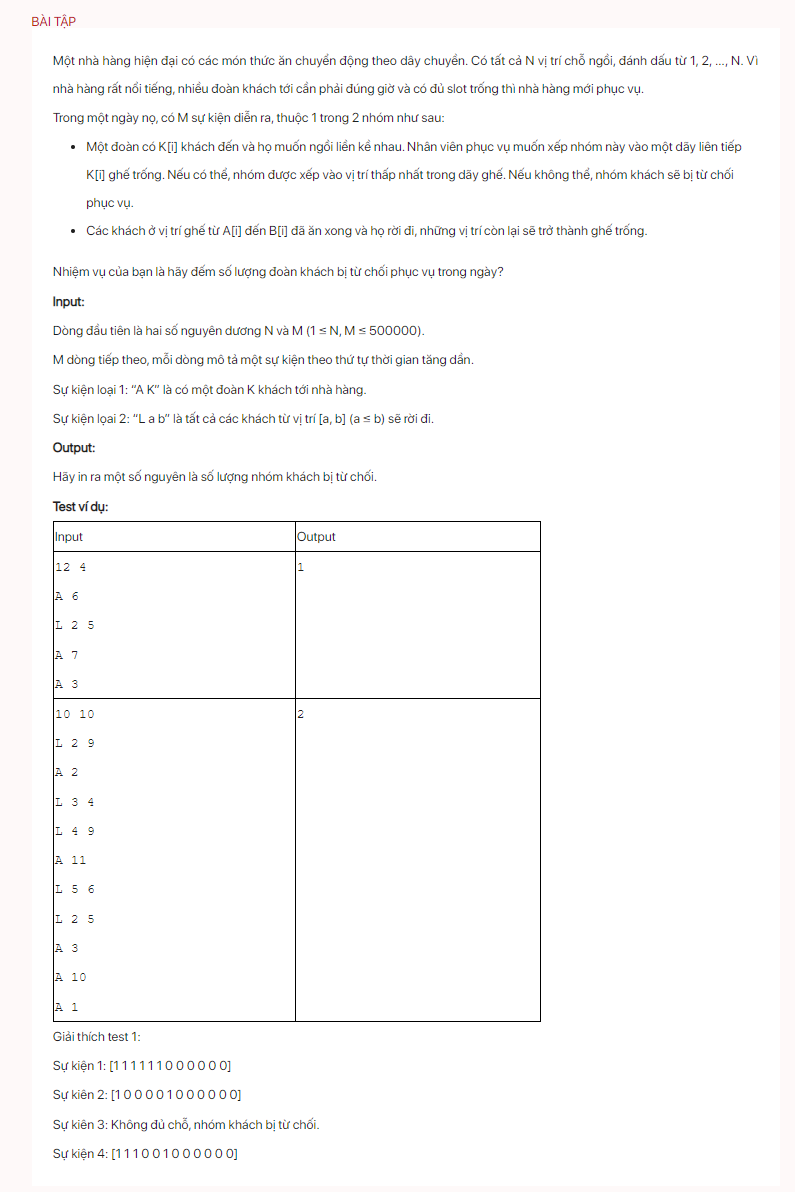 BÀI TẬP
Một nhà hàng hiện đại có các món thức ăn chuyển động theo dây chuyền. Có tất cả N vị trí chỗ ngồi, đánh dấu từ 1, 2, ..., N. Vì
nhà hàng rất nổi tiếng, nhiều đoàn khách tới cần phải đúng giờ và có đủ slot trống thì nhà hàng mới phục vụ.
Trong một ngày nọ, có M sự kiện diễn ra, thuộc 1 trong 2 nhóm như sau:
• Một đoàn có K[i] khách đến và họ muốn ngồi liền kề nhau. Nhân viên phục vụ muốn xếp nhóm này vào một dãy liên tiếp
K[i] ghế trống. Nếu có thể, nhóm được xếp vào vị trí thấp nhất trong dãy ghế. Nếu không thể, nhóm khách sẽ bị từ chối
phục vụ.
• Các khách ở vị trí ghế từ A[i] đến B[i] đã ăn xong và họ rời đi, những vị trí còn lại sẽ trở thành ghế trống.
Nhiệm vụ của bạn là hãy đếm số lượng đoàn khách bị từ chối phục vụ trong ngày?
Input:
Dòng đầu tiên là hai số nguyên dương N và M (1 ≤ N, M ≤ 500000).
M dòng tiếp theo, mỗi dòng mô tả một sự kiện theo thứ tự thời gian tăng dần.
Sự kiện loại 1: "A K" là có một đoàn K khách tới nhà hàng.
Sự kiện lọai 2: "L a b" là tất cả các khách từ vị trí [a, b] (a ≤ b) sẽ rời đi.
Output:
Hãy in ra một số nguyên là số lượng nhóm khách bị từ chối.
Test ví dụ:
Input Output
12 4 1
A 6
L 2 5
A 7
A 3
10 10 2
L 2 9
A 2
L 3 4
L 4 9
A 11
L 5 6
L 2 5
A 3
A 10
A 1
Giải thích test 1:
Sự kiện 1: [1 1 1 1 1 1 0 0 0 0 0 0]
Sự kiên 2: [1 0 0 0 0 1 0 0 0 0 0 0]
Sự kiên 3: Không đủ chỗ, nhóm khách bị từ chối.
Sự kiện 4: [1 1 1 0 0 1 0 0 0 0 0 0]